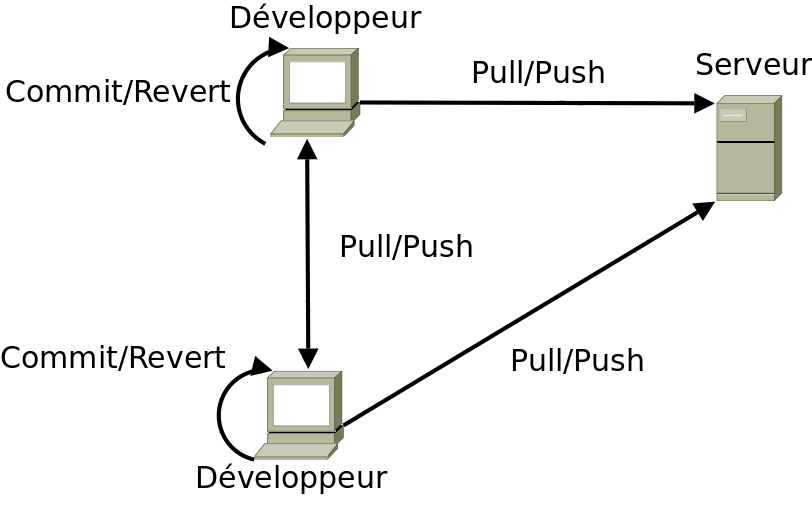 Développeur
Pull/Push
Serveur
Commit/Revert
Pull/Push
Commit/Revert
Pull/Push
Développeur